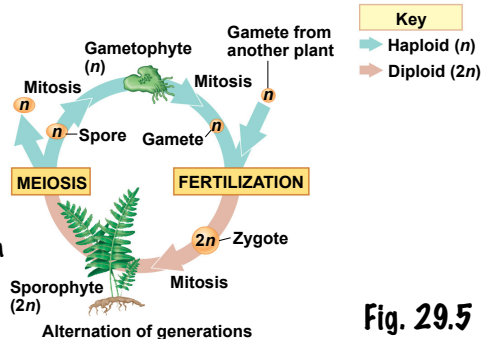 Key
Haploid (n)
Diploid (2n)
Gamete from
another plant
Gametophyte
(n)
Mitosis
Mitosis
n
n
n
Spore
Gamete
n
MEIOSIS
FERTILIZATION
2n
Zygote
Mitosis
Sporophyte
(2n)
Alternation of generations
Fig. 29.5